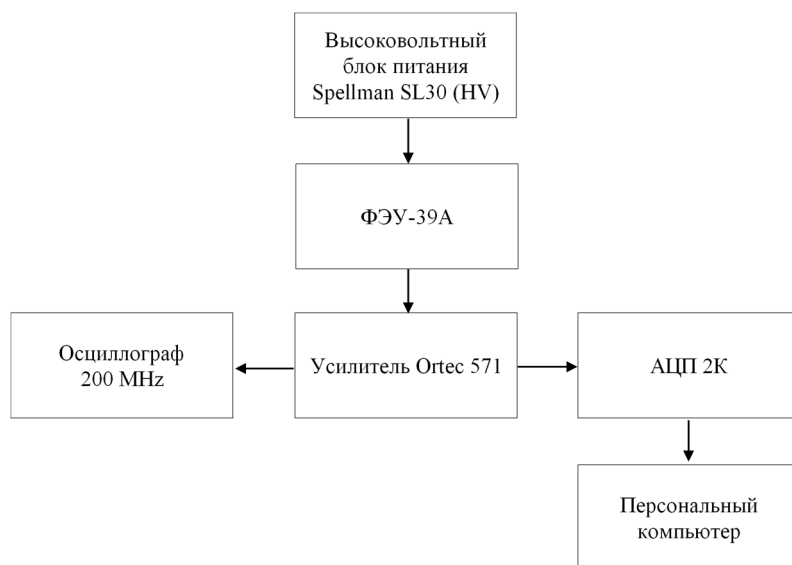 Высоковольтный
блок питания
Spellman SL30 (HV)
ФЭУ-39А
Осциллограф
200 MHz
Усилитель Ortec 571
АЦП 2К
Персональный
компьютер